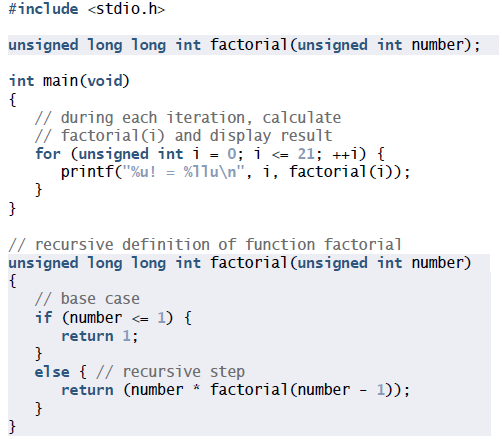 #include <stdio.h>
unsigned long long int factorial(unsigned int number);
int main(void)
{
// during each iteration, calculate
// factorial(i) and display result
for (unsigned int i = 0; i <= 21; ++i) {
printf("%u! = %llu\n", i, factorial(i));
}
}
// recursive definition of function factorial
unsigned long long int factorial(unsigned int number)
{
// base case
if (number <= 1) {
return 1;
}
else { // recursive step
return (number * factorial(number - 1));
}
}